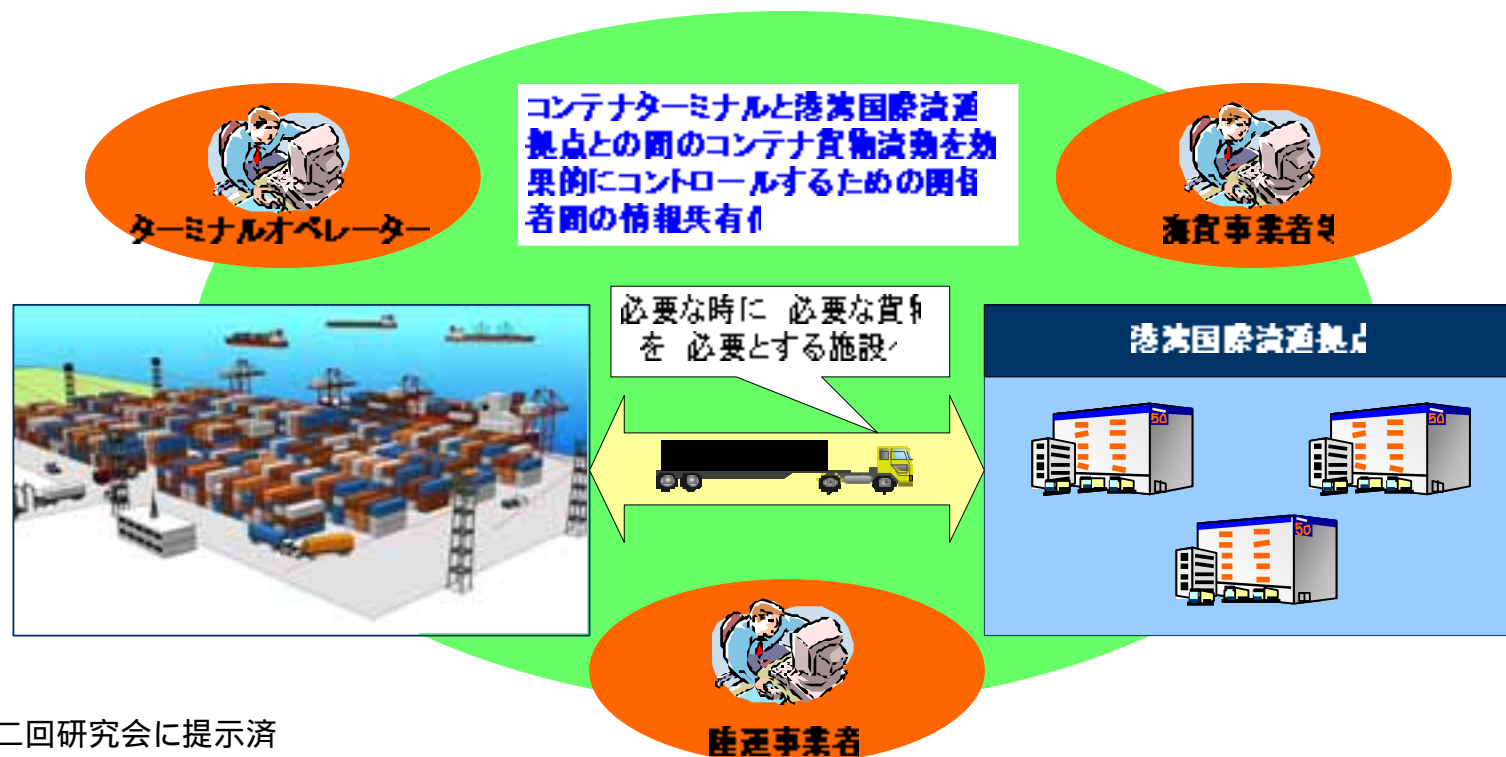 コンテナターミナルと港湾国際流通
拠点との間のコンテナ貨物流動を効
果的にコントロールするための関係
者間の情報共有化
ターミナルオペレーター
海貨事業者等
必要な時に 必要な貨物
を 必要とする施設へ
港湾国際流通拠点
50
50
50
陸運事業者
二回研究会に提示済